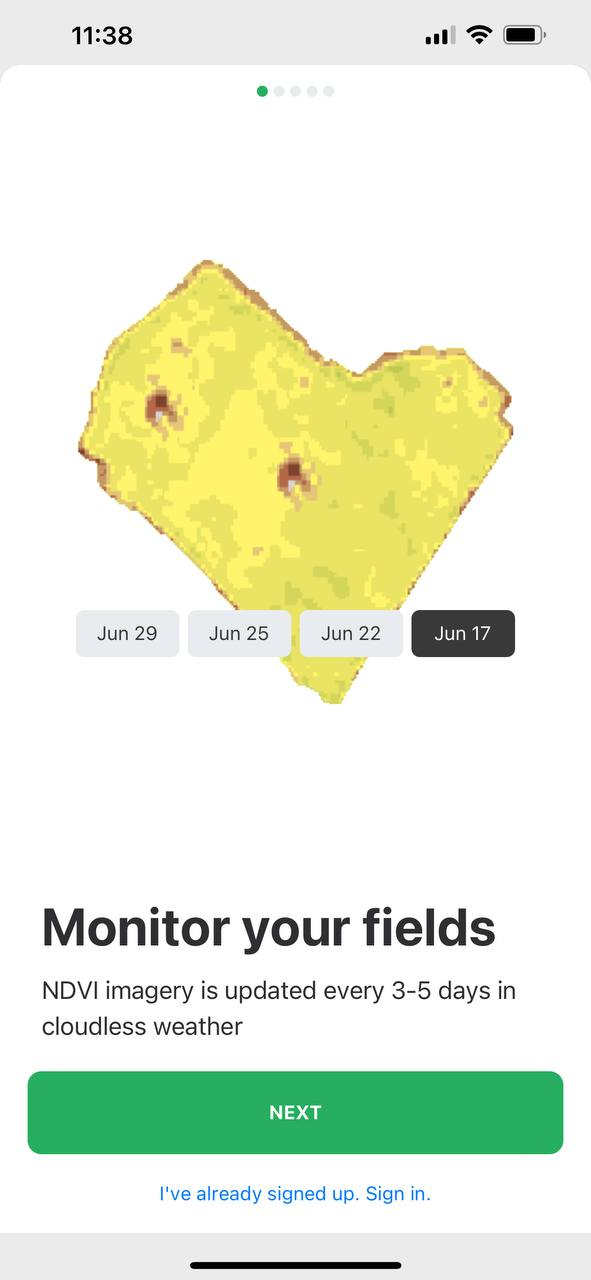 11:38
Jun 29
Jun 25
Jun 22
Jun 17
Monitor your fields
NDVI imagery is updated every 3-5 days in
cloudless weather
NEXT
I've already signed up. Sign in.